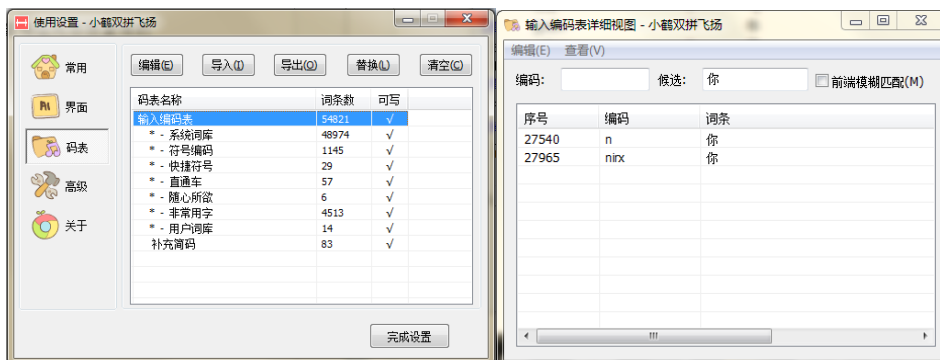 使用设置 - 小鹤双拼飞扬
常用
界面
码表
高级
关于
编辑(E) 导入(I) 导出(O) 替换(L) 清空(C)
码表名称 词条数 可写
输入编码表 54821 √
* - 系统词库 48974 √
* - 符号编码 1145 √
* - 快捷符号 29 √
* - 直通车 57 √
* - 随心所欲 6 √
* - 非常用字 4513 √
* - 用户词库 14 √
补充简码 83 √
完成设置
输入编码表详细视图 - 小鹤双拼飞扬
编辑(E) 查看(V)
编码: 候选: 你 前端模糊匹配(M)
序号 编码 词条
27540 n 你
27965 nirx 你